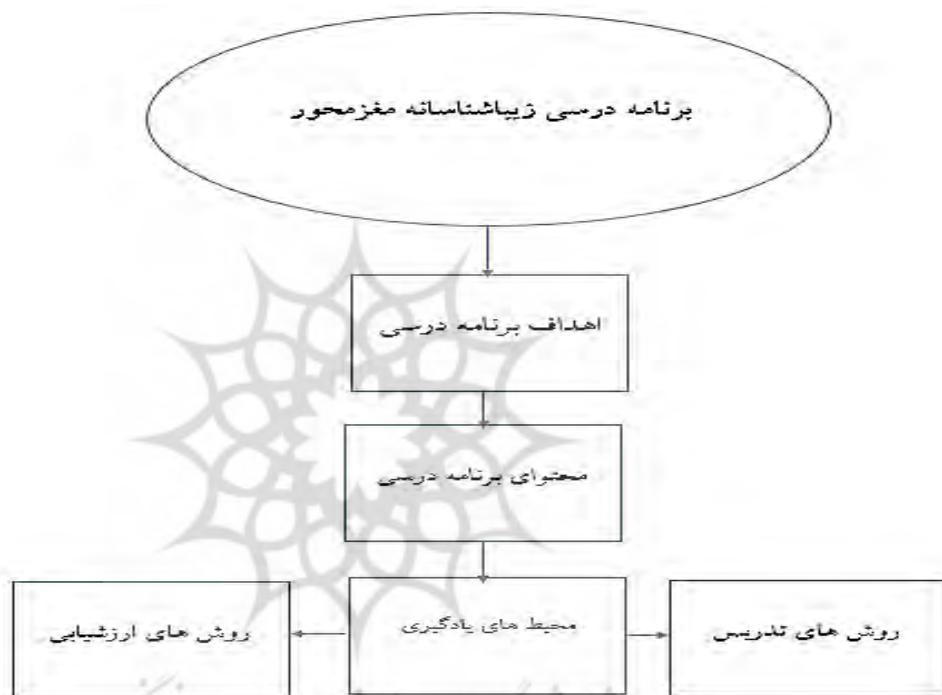 برنامه درسی زیباشناسانه مغزمحور
اهداف برنامه درسی
محتوای برنامه درسی
روش های تدریس
محیط های یادگیری
روش های ارزشیابی